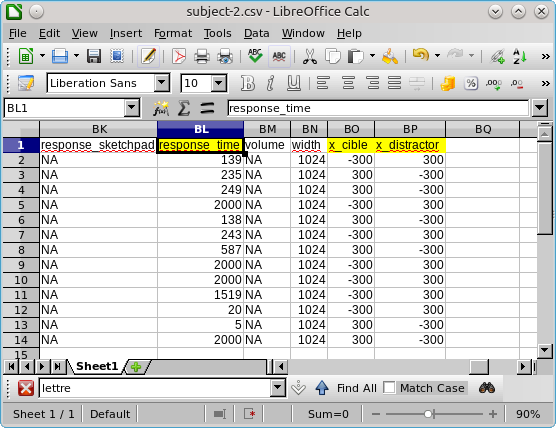 subject-2.csv - LibreOffice Calc
File Edit View Insert Format Tools Data Window Help
Liberation Sans 10
BL1 response_time
BK BL BM BN BO BP BQ
1 response_sketchpad response_time volume width x_cible x_distractor
2 NA 139 NA 1024 -300 300
3 NA 235 NA 1024 300 -300
4 NA 249 NA 1024 300 -300
5 NA 2000 NA 1024 -300 300
6 NA 138 NA 1024 300 -300
7 NA 243 NA 1024 -300 300
8 NA 587 NA 1024 300 -300
9 NA 2000 NA 1024 -300 300
10 NA 2000 NA 1024 -300 300
11 NA 1519 NA 1024 -300 300
12 NA 20 NA 1024 -300 300
13 NA 5 NA 1024 300 -300
14 NA 2000 NA 1024 -300 300
15
Sheet1
lettre Find All Match Case
Sheet 1 / 1 Default Sum=0 90%